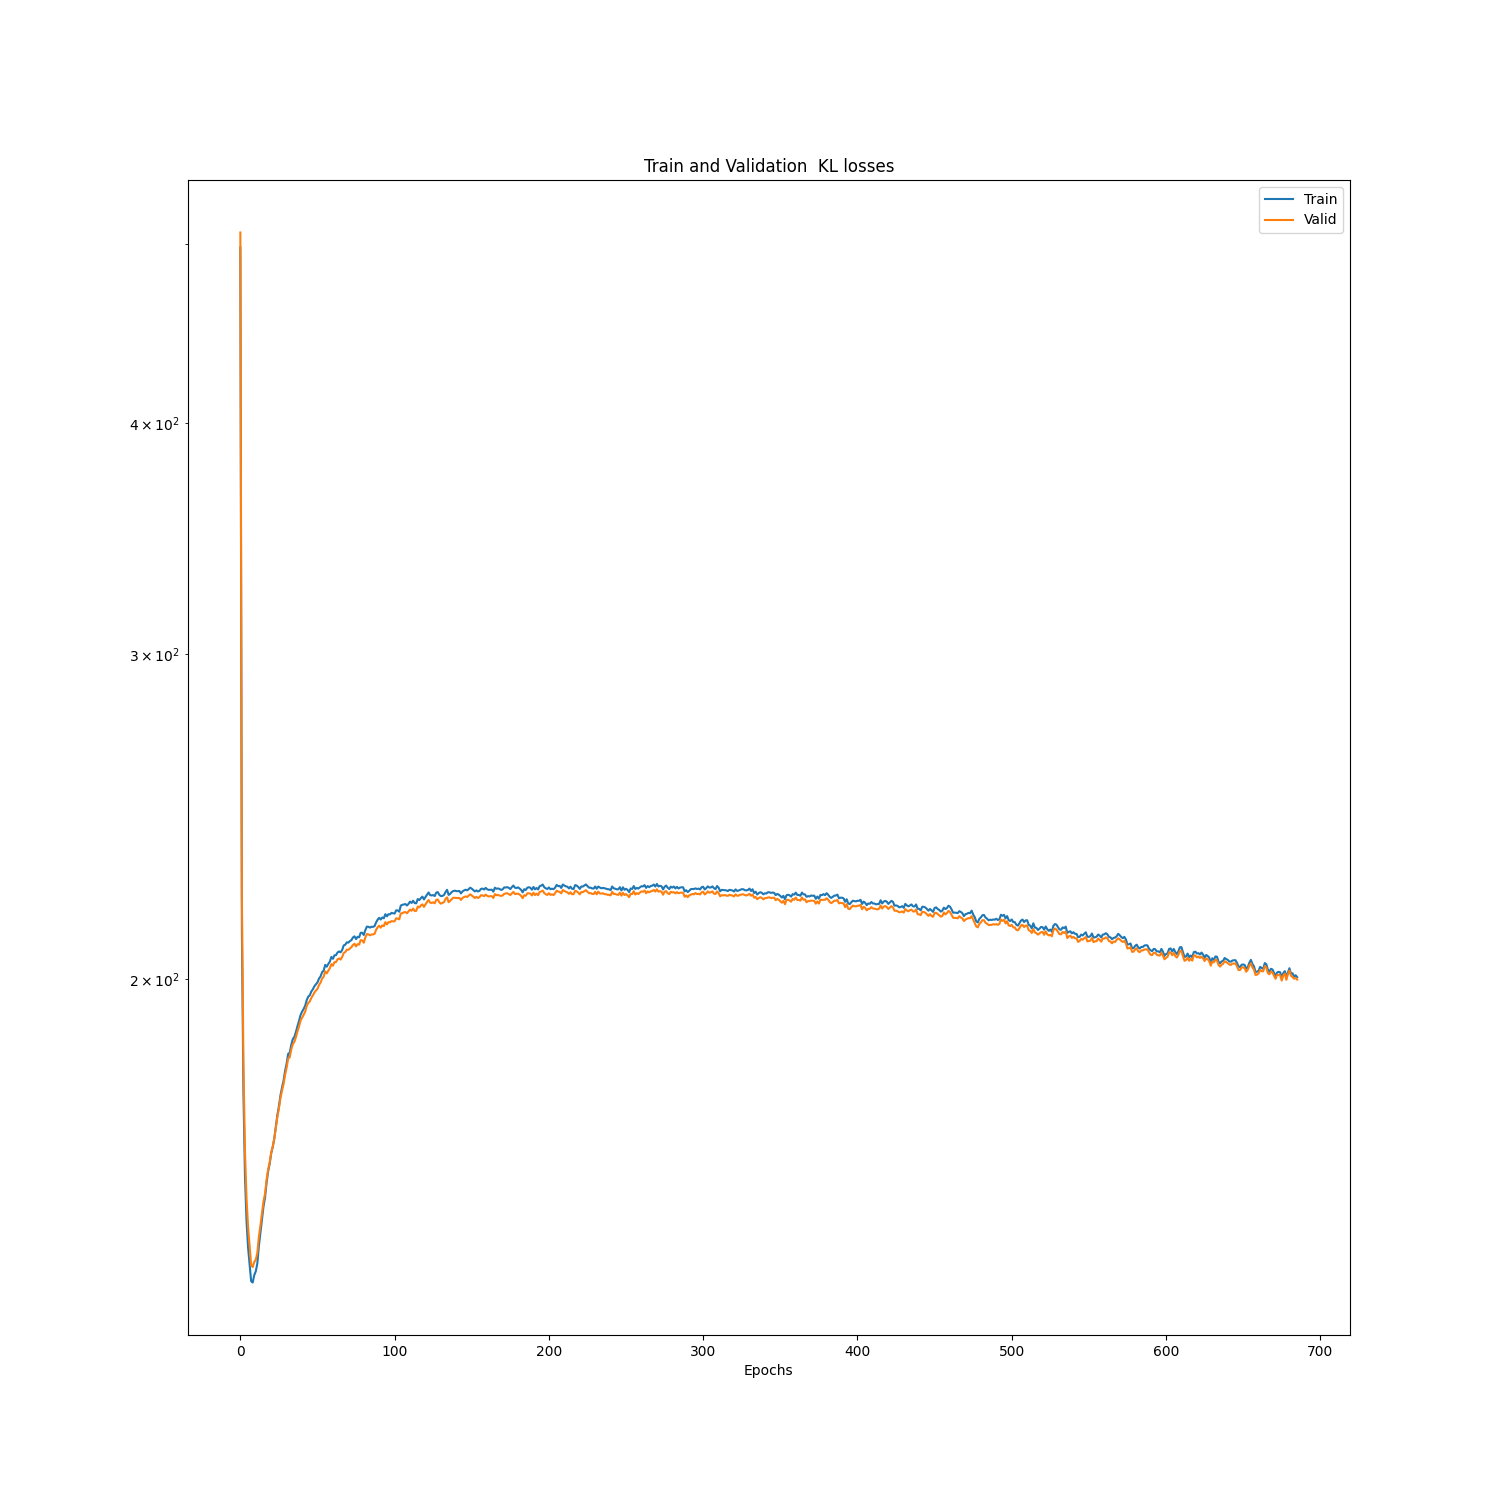 Train and Validation  KL losses
Train
Valid
4 × 10²
3 × 10²
2 × 10²
0 100 200 300 400 500 600 700
Epochs